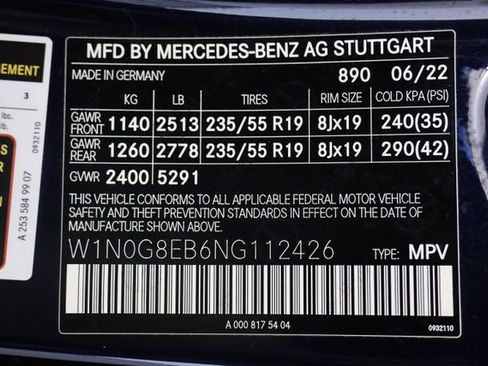 MFD BY MERCEDES-BENZ AG STUTTGART
MADE IN GERMANY 890 06/22
KG LB TIRES RIM SIZE COLD KPA (PSI)
GAWR FRONT 1140 2513 235/55 R19 8Jx19 240(35)
GAWR REAR 1260 2778 235/55 R19 8Jx19 290(42)
GVWR 2400 5291
THIS VEHICLE CONFORMS TO ALL APPLICABLE FEDERAL MOTOR VEHICLE
SAFETY AND THEFT PREVENTION STANDARDS IN EFFECT ON THE DATE
OF MANUFACTURE SHOWN ABOVE.
W1N0G8EB6NG112426 TYPE: MPV
A 000 817 54 04
0932110
EMENT
3
lbs.
0932110
A 253 584 99 07